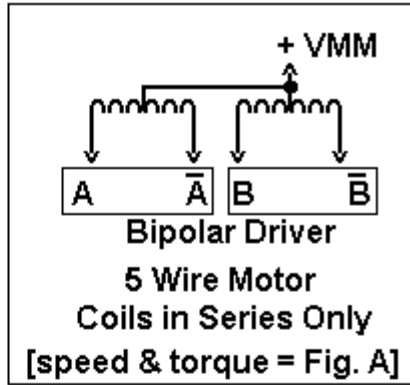 + VMM
A A̅ B B̅
Bipolar Driver
5 Wire Motor
Coils in Series Only
[speed & torque = Fig. A]